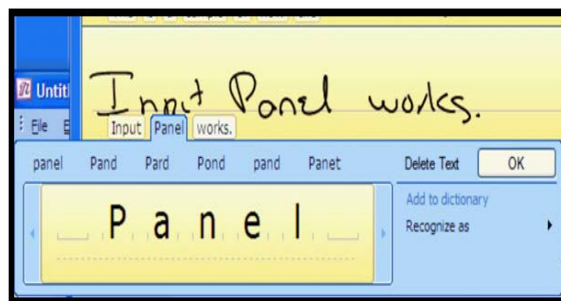 Untitl
File E
Input Panel works.
Input Panel works.
panel Pand Pard Pond pand Panet Delete Text OK
P a n e l
Add to dictionary
Recognize as